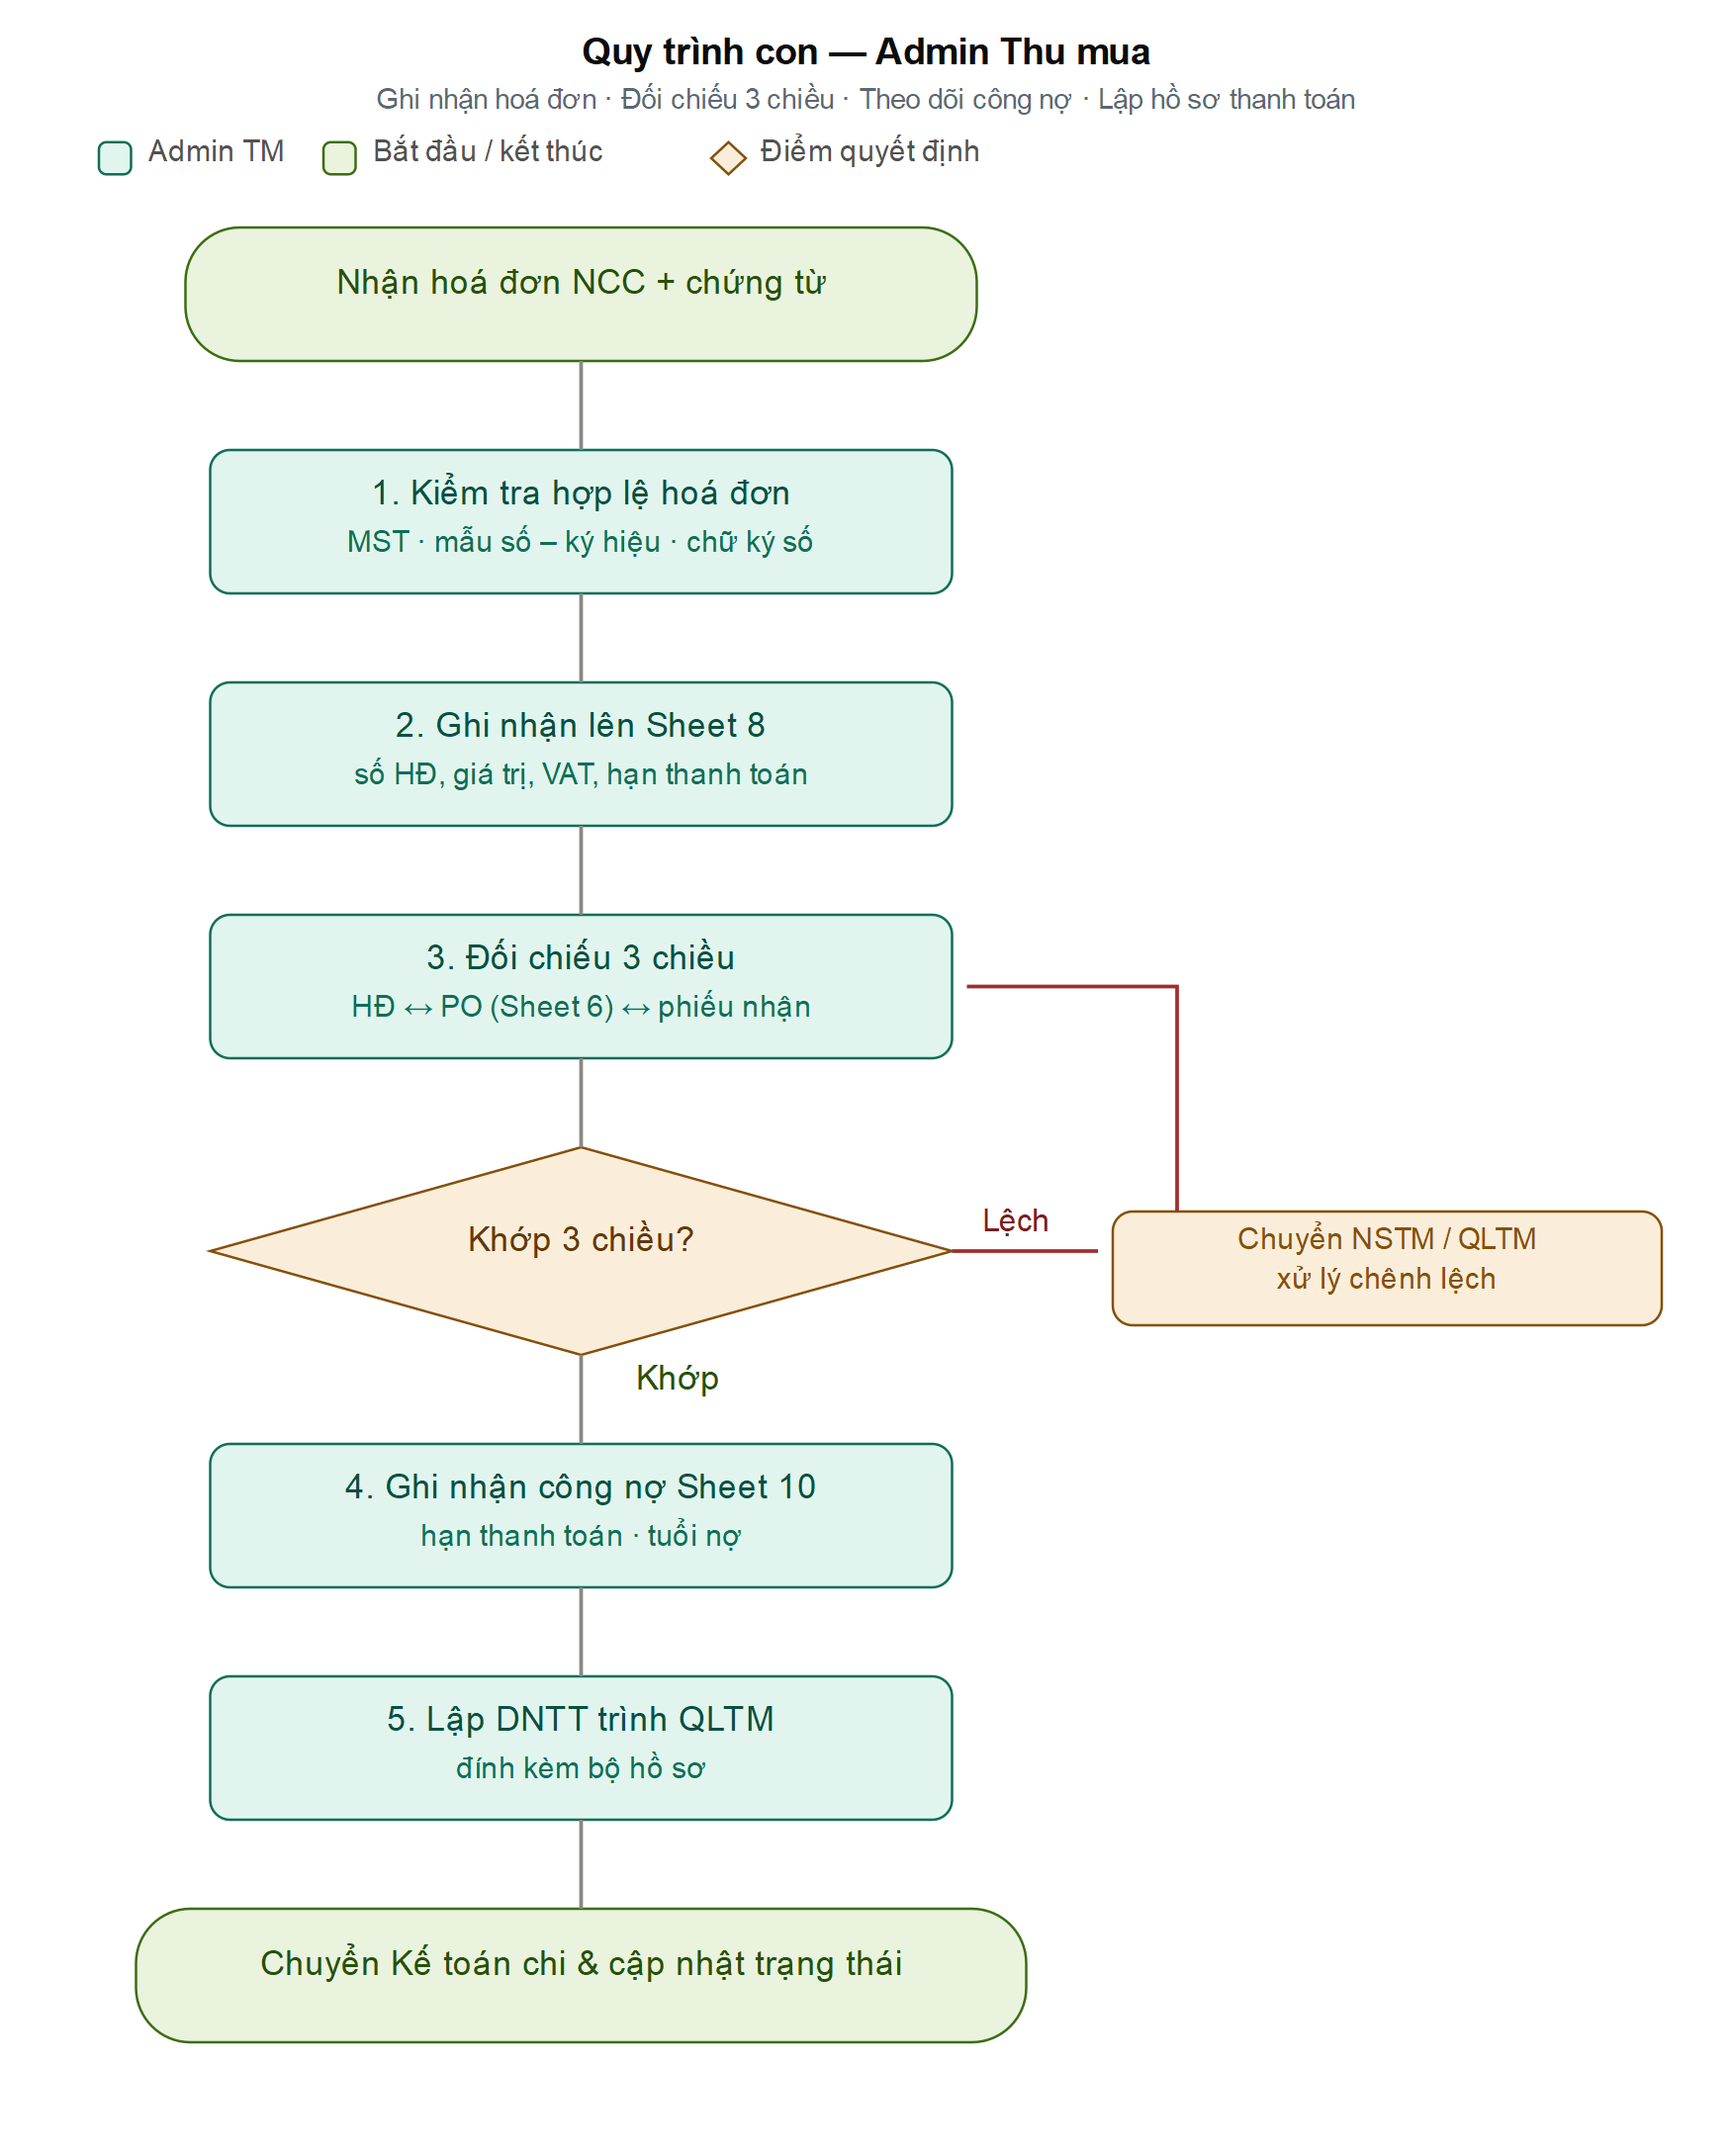 Quy trình con — Admin Thu mua
Ghi nhận hoá đơn · Đối chiếu 3 chiều · Theo dõi công nợ · Lập hồ sơ thanh toán
Admin TM
Bắt đầu / kết thúc
Điểm quyết định
Nhận hoá đơn NCC + chứng từ
1. Kiểm tra hợp lệ hoá đơn
MST · mẫu số – ký hiệu · chữ ký số
2. Ghi nhận lên Sheet 8
số HĐ, giá trị, VAT, hạn thanh toán
3. Đối chiếu 3 chiều
HĐ ↔ PO (Sheet 6) ↔ phiếu nhận
Khớp 3 chiều?
Lệch
Chuyển NSTM / QLTM
xử lý chênh lệch
Khớp
4. Ghi nhận công nợ Sheet 10
hạn thanh toán · tuổi nợ
5. Lập DNTT trình QLTM
đính kèm bộ hồ sơ
Chuyển Kế toán chi & cập nhật trạng thái